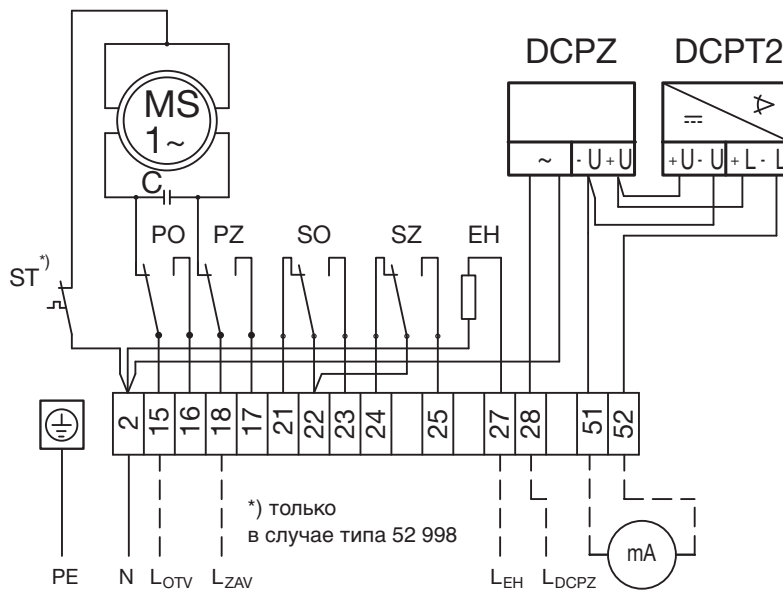 DCPZ DCPT2
MS
1~
C
~ - U + U + U - U + L - L
PO PZ SO SZ EH
ST*)
2 15 16 18 17 21 22 23 24 25 27 28 51 52
*) только
в случае типа 52 998
mA
PE N LOTV LZAV LEH LDCPZ